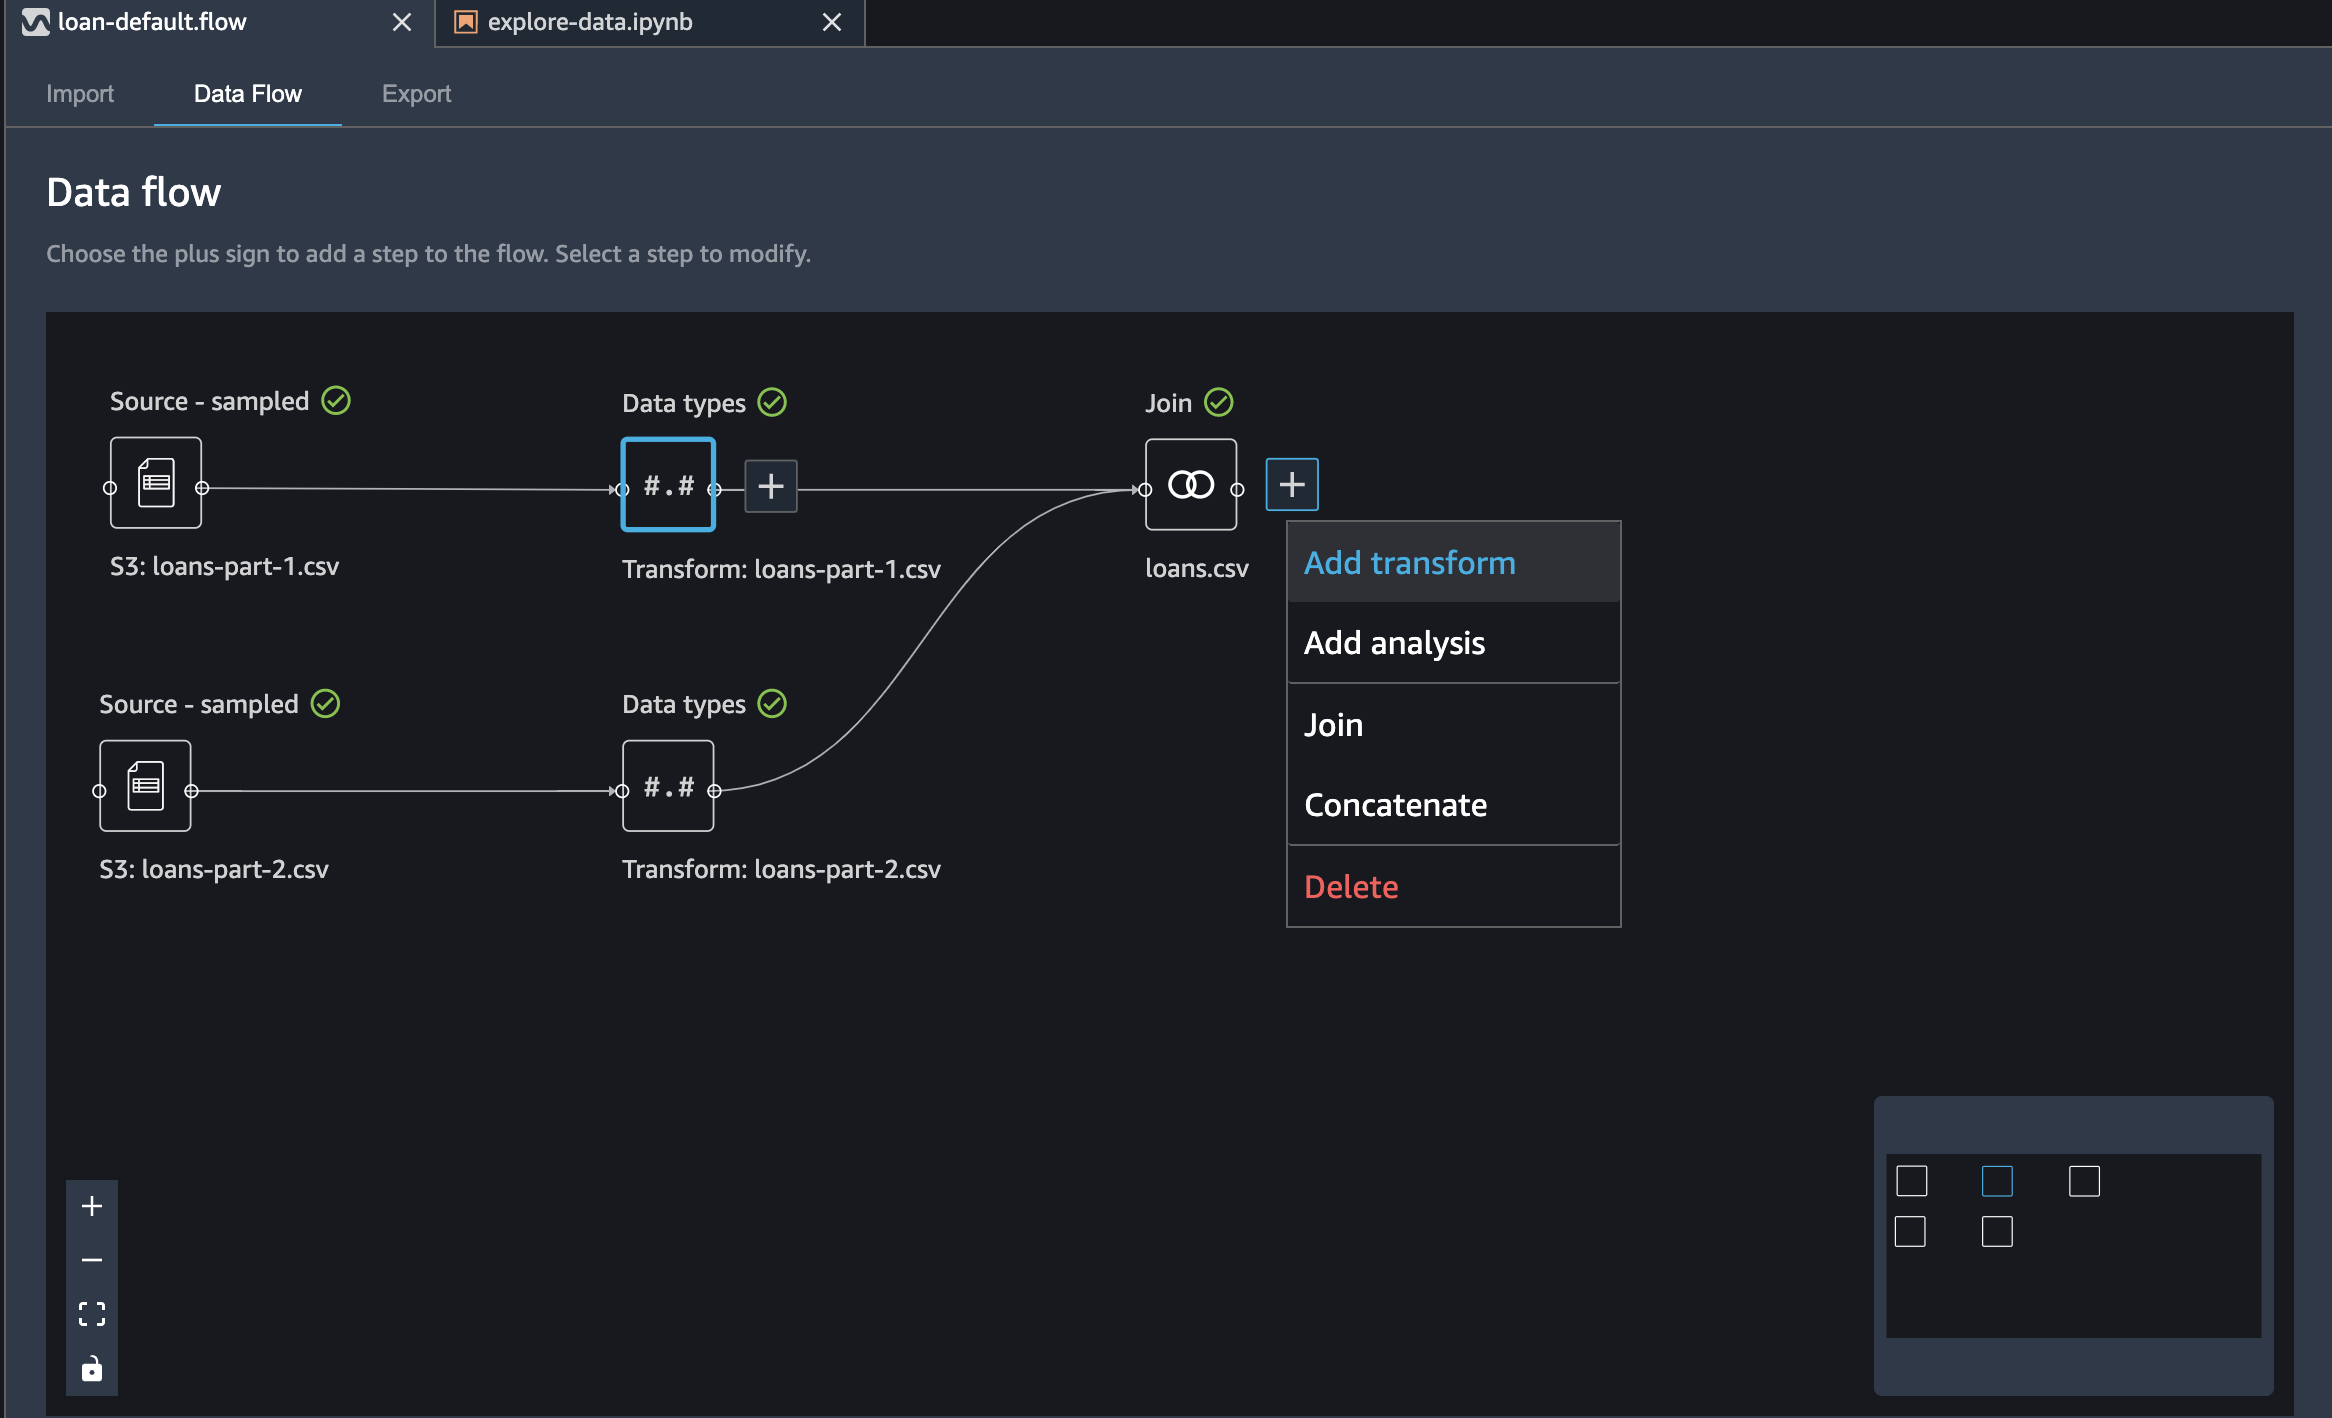 loan-default.flow
explore-data.ipynb
Import
Data Flow
Export
Data flow
Choose the plus sign to add a step to the flow. Select a step to modify.
Source - sampled
Data types
Join
#.#
S3: loans-part-1.csv
Transform: loans-part-1.csv
loans.csv
Add transform
Add analysis
Join
Concatenate
Delete
Source - sampled
Data types
#.#
S3: loans-part-2.csv
Transform: loans-part-2.csv